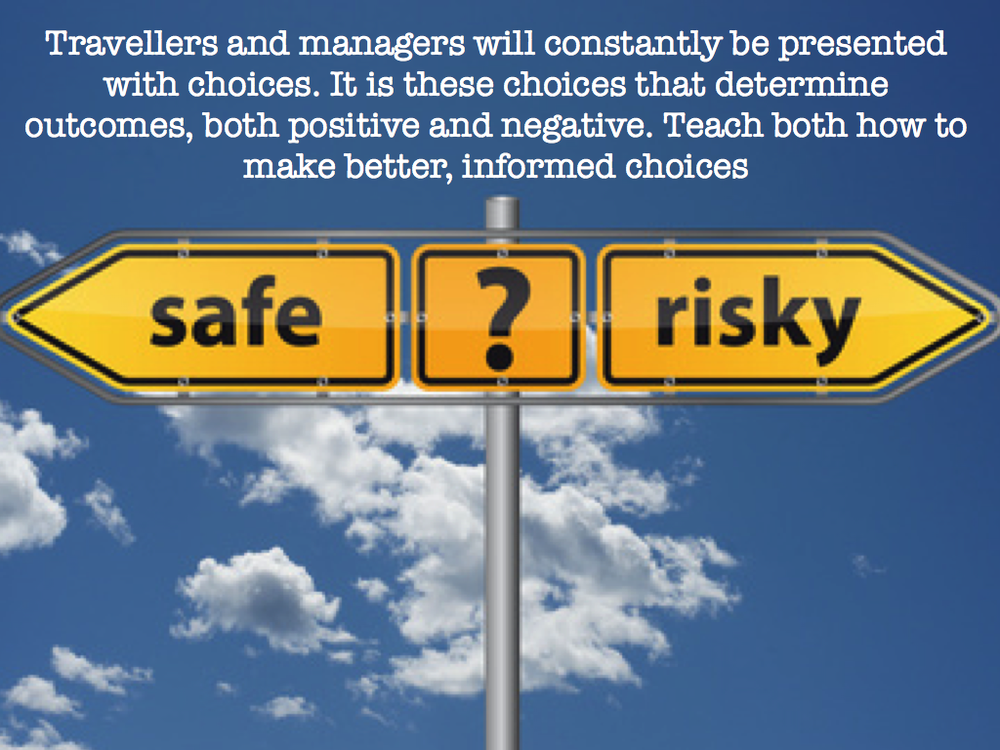 Travellers and managers will constantly be presented
with choices. It is these choices that determine
outcomes, both positive and negative. Teach both how to
make better, informed choices
safe ? risky